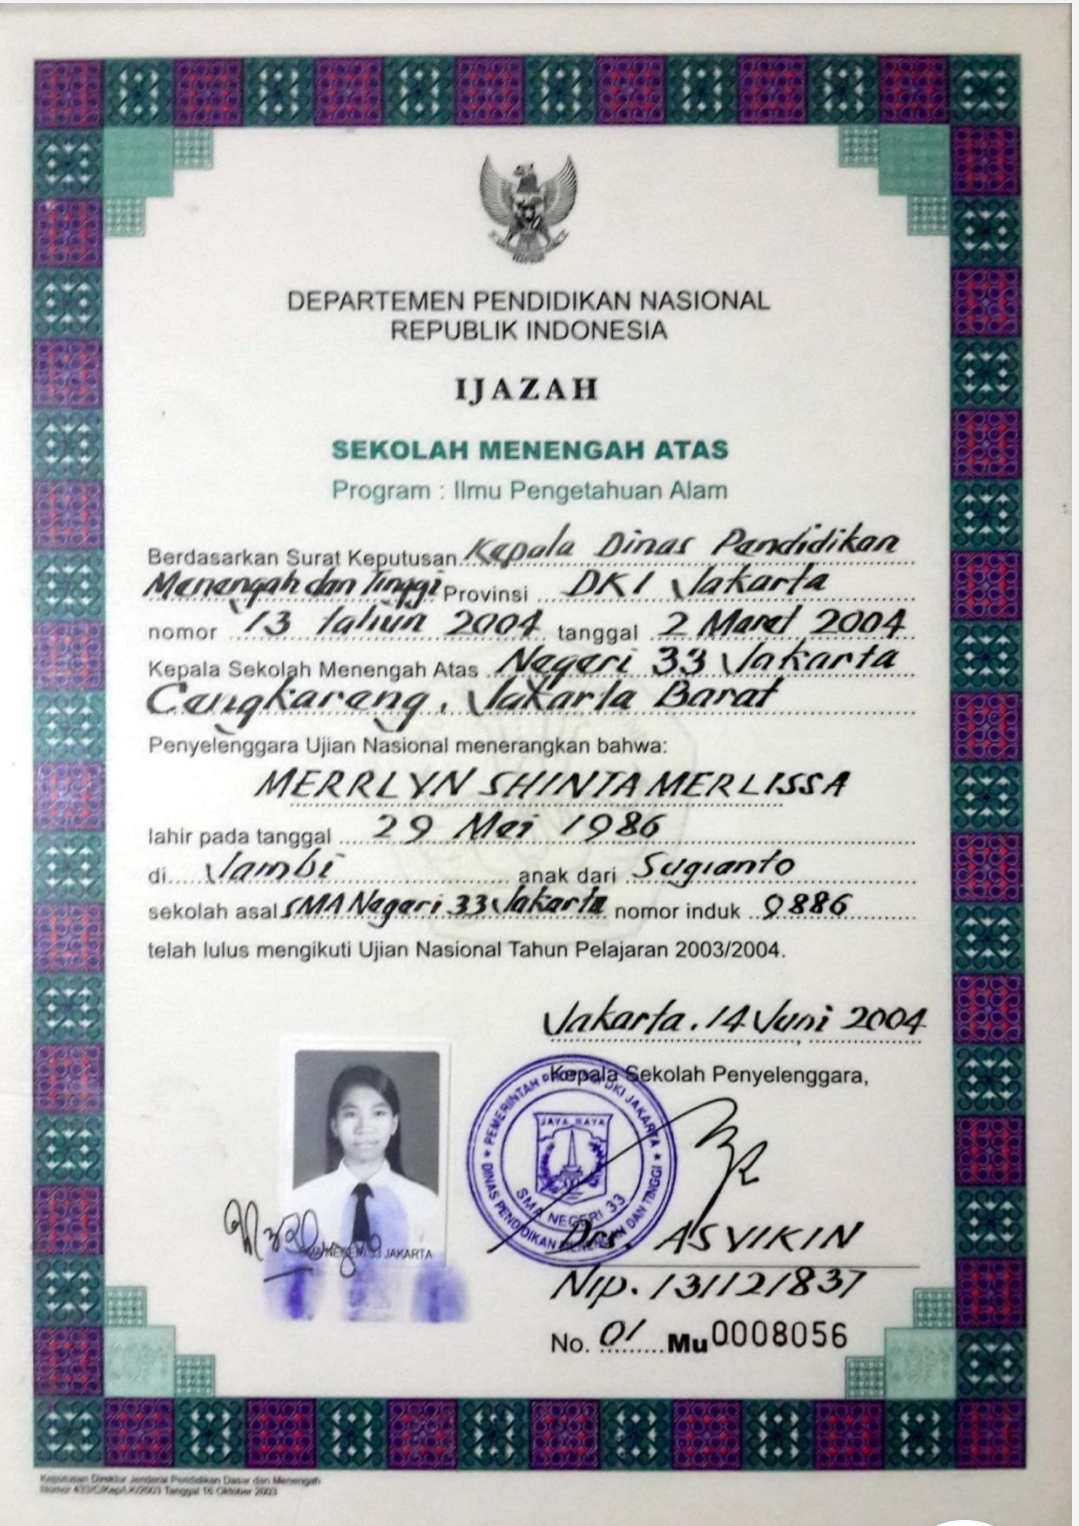 DEPARTEMEN PENDIDIKAN NASIONAL
REPUBLIK INDONESIA
IJAZAH
SEKOLAH MENENGAH ATAS
Program : Ilmu Pengetahuan Alam
Berdasarkan Surat Keputusan Kepala Dinas Pendidikan
Menengah dan Tinggi Provinsi DKI Jakarta
nomor 13 tahun 2004 tanggal 2 Maret 2004
Kepala Sekolah Menengah Atas Negeri 33 Jakarta
Cengkareng, Jakarta Barat
Penyelenggara Ujian Nasional menerangkan bahwa:
MERRLYN SHINTA MERLISSA
lahir pada tanggal 29 Mei 1986
di Jambi anak dari Sugianto
sekolah asal SMA Negeri 33 Jakarta nomor induk 9886
telah lulus mengikuti Ujian Nasional Tahun Pelajaran 2003/2004.
Jakarta, 14 Juni 2004
Kepala Sekolah Penyelenggara,
PEMERINTAH PROPINSI DKI JAKARTA
DINAS PENDIDIKAN MENENGAH DAN TINGGI
JAYA RAYA
SMA NEGERI 33
SMA NEGERI 33 JAKARTA
Drs. ASVIKIN
Nip. 131121837
No. 01 Mu 0008056
Keputusan Direktur Jenderal Pendidikan Dasar dan Menengah
Nomor 433/C/Kep/LK/2003 Tanggal 16 Oktober 2003